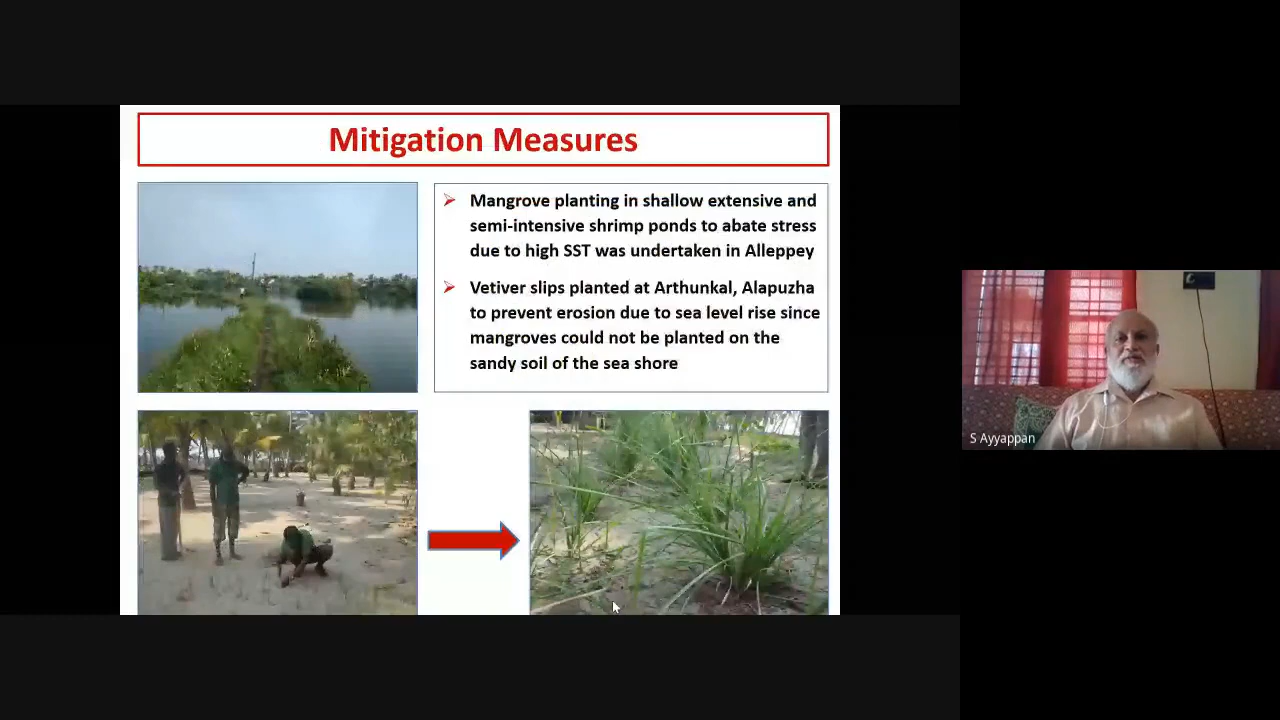 Mitigation Measures
➢ Mangrove planting in shallow extensive and
semi-intensive shrimp ponds to abate stress
due to high SST was undertaken in Alleppey
➢ Vetiver slips planted at Arthunkal, Alapuzha
to prevent erosion due to sea level rise since
mangroves could not be planted on the
sandy soil of the sea shore
S Ayyappan